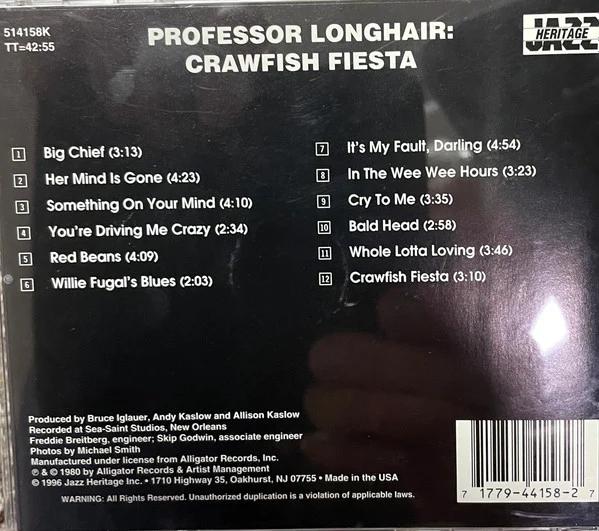 514158K
TT=42:55
PROFESSOR LONGHAIR:
CRAWFISH FIESTA
JAZZ
HERITAGE
1 Big Chief (3:13)
2 Her Mind Is Gone (4:23)
3 Something On Your Mind (4:10)
4 You're Driving Me Crazy (2:34)
5 Red Beans (4:09)
6 Willie Fugal's Blues (2:03)
7 It's My Fault, Darling (4:54)
8 In The Wee Wee Hours (3:23)
9 Cry To Me (3:35)
10 Bald Head (2:58)
11 Whole Lotta Loving (3:46)
12 Crawfish Fiesta (3:10)
Produced by Bruce Iglauer, Andy Kaslow and Allison Kaslow
Recorded at Sea-Saint Studios, New Orleans
Freddie Breitberg, engineer; Skip Godwin, associate engineer
Photos by Michael Smith
Manufactured under license from Alligator Records, Inc.
℗ & © 1980 by Alligator Records & Artist Management
© 1996 Jazz Heritage • 1710 Highway 35, Oakhurst, NJ 07755 • Made in the USA
WARNING: All Rights Reserved. Unauthorized duplication is a violation of applicable laws.
7 1779-44158-2 7